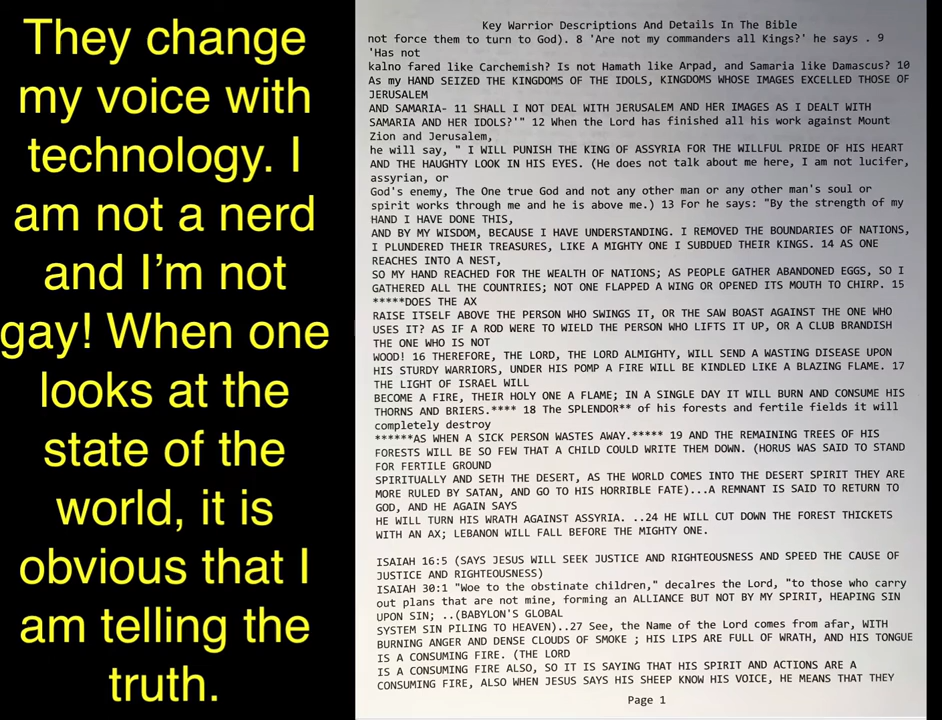 They change
my voice with
technology. I
am not a nerd
and I'm not
gay! When one
looks at the
state of the
world, it is
obvious that I
am telling the
truth.
Key Warrior Descriptions And Details In The Bible
not force them to turn to God). 8 'Are not my commanders all Kings?' he says . 9
'Has not
kalno fared like Carchemish? Is not Hamath like Arpad, and Samaria like Damascus? 10
As my HAND SEIZED THE KINGDOMS OF THE IDOLS, KINGDOMS WHOSE IMAGES EXCELLED THOSE OF
JERUSALEM
AND SAMARIA- 11 SHALL I NOT DEAL WITH JERUSALEM AND HER IMAGES AS I DEALT WITH
SAMARIA AND HER IDOLS?'" 12 When the Lord has finished all his work against Mount
Zion and Jerusalem,
he will say, " I WILL PUNISH THE KING OF ASSYRIA FOR THE WILLFUL PRIDE OF HIS HEART
AND THE HAUGHTY LOOK IN HIS EYES. (He does not talk about me here, I am not lucifer,
assyrian, or
God's enemy, The One true God and not any other man or any other man's soul or
spirit works through me and he is above me.) 13 For he says: "By the strength of my
HAND I HAVE DONE THIS,
AND BY MY WISDOM, BECAUSE I HAVE UNDERSTANDING. I REMOVED THE BOUNDARIES OF NATIONS,
I PLUNDERED THEIR TREASURES, LIKE A MIGHTY ONE I SUBDUED THEIR KINGS. 14 AS ONE
REACHES INTO A NEST,
SO MY HAND REACHED FOR THE WEALTH OF NATIONS; AS PEOPLE GATHER ABANDONED EGGS, SO I
GATHERED ALL THE COUNTRIES; NOT ONE FLAPPED A WING OR OPENED ITS MOUTH TO CHIRP. 15
*****DOES THE AX
RAISE ITSELF ABOVE THE PERSON WHO SWINGS IT, OR THE SAW BOAST AGAINST THE ONE WHO
USES IT? AS IF A ROD WERE TO WIELD THE PERSON WHO LIFTS IT UP, OR A CLUB BRANDISH
THE ONE WHO IS NOT
WOOD! 16 THEREFORE, THE LORD, THE LORD ALMIGHTY, WILL SEND A WASTING DISEASE UPON
HIS STURDY WARRIORS, UNDER HIS POMP A FIRE WILL BE KINDLED LIKE A BLAZING FLAME. 17
THE LIGHT OF ISRAEL WILL
BECOME A FIRE, THEIR HOLY ONE A FLAME; IN A SINGLE DAY IT WILL BURN AND CONSUME HIS
THORNS AND BRIERS.**** 18 The SPLENDOR** of his forests and fertile fields it will
completely destroy
******AS WHEN A SICK PERSON WASTES AWAY.***** 19 AND THE REMAINING TREES OF HIS
FORESTS WILL BE SO FEW THAT A CHILD COULD WRITE THEM DOWN. (HORUS WAS SAID TO STAND
FOR FERTILE GROUND
SPIRITUALLY AND SETH THE DESERT, AS THE WORLD COMES INTO THE DESERT SPIRIT THEY ARE
MORE RULED BY SATAN, AND GO TO HIS HORRIBLE FATE)...A REMNANT IS SAID TO RETURN TO
GOD, AND HE AGAIN SAYS
HE WILL TURN HIS WRATH AGAINST ASSYRIA. ..24 HE WILL CUT DOWN THE FOREST THICKETS
WITH AN AX; LEBANON WILL FALL BEFORE THE MIGHTY ONE.
ISAIAH 16:5 (SAYS JESUS WILL SEEK JUSTICE AND RIGHTEOUSNESS AND SPEED THE CAUSE OF
JUSTICE AND RIGHTEOUSNESS)
ISAIAH 30:1 "Woe to the obstinate children," decalres the Lord, "to those who carry
out plans that are not mine, forming an ALLIANCE BUT NOT BY MY SPIRIT, HEAPING SIN
UPON SIN; ..(BABYLON'S GLOBAL
SYSTEM SIN PILING TO HEAVEN)..27 See, the Name of the Lord comes from afar, WITH
BURNING ANGER AND DENSE CLOUDS OF SMOKE ; HIS LIPS ARE FULL OF WRATH, AND HIS TONGUE
IS A CONSUMING FIRE. (THE LORD
IS A CONSUMING FIRE ALSO, SO IT IS SAYING THAT HIS SPIRIT AND ACTIONS ARE A
CONSUMING FIRE, ALSO WHEN JESUS SAYS HIS SHEEP KNOW HIS VOICE, HE MEANS THAT THEY
Page 1